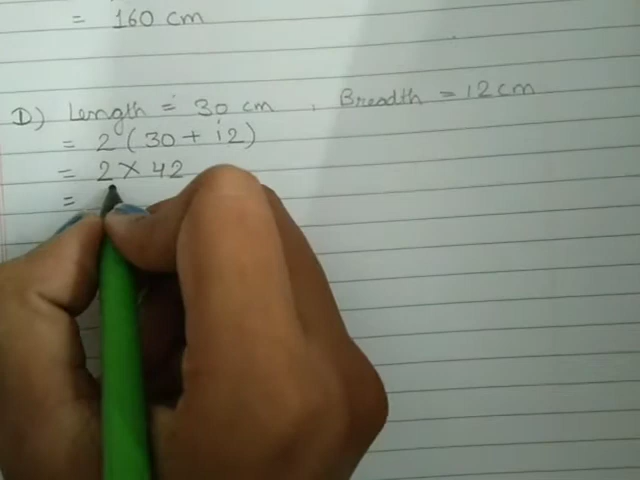 = 160 cm
D) Length = 30 cm , Breadth = 12 cm
= 2 ( 30 + 12 )
= 2 × 42
=